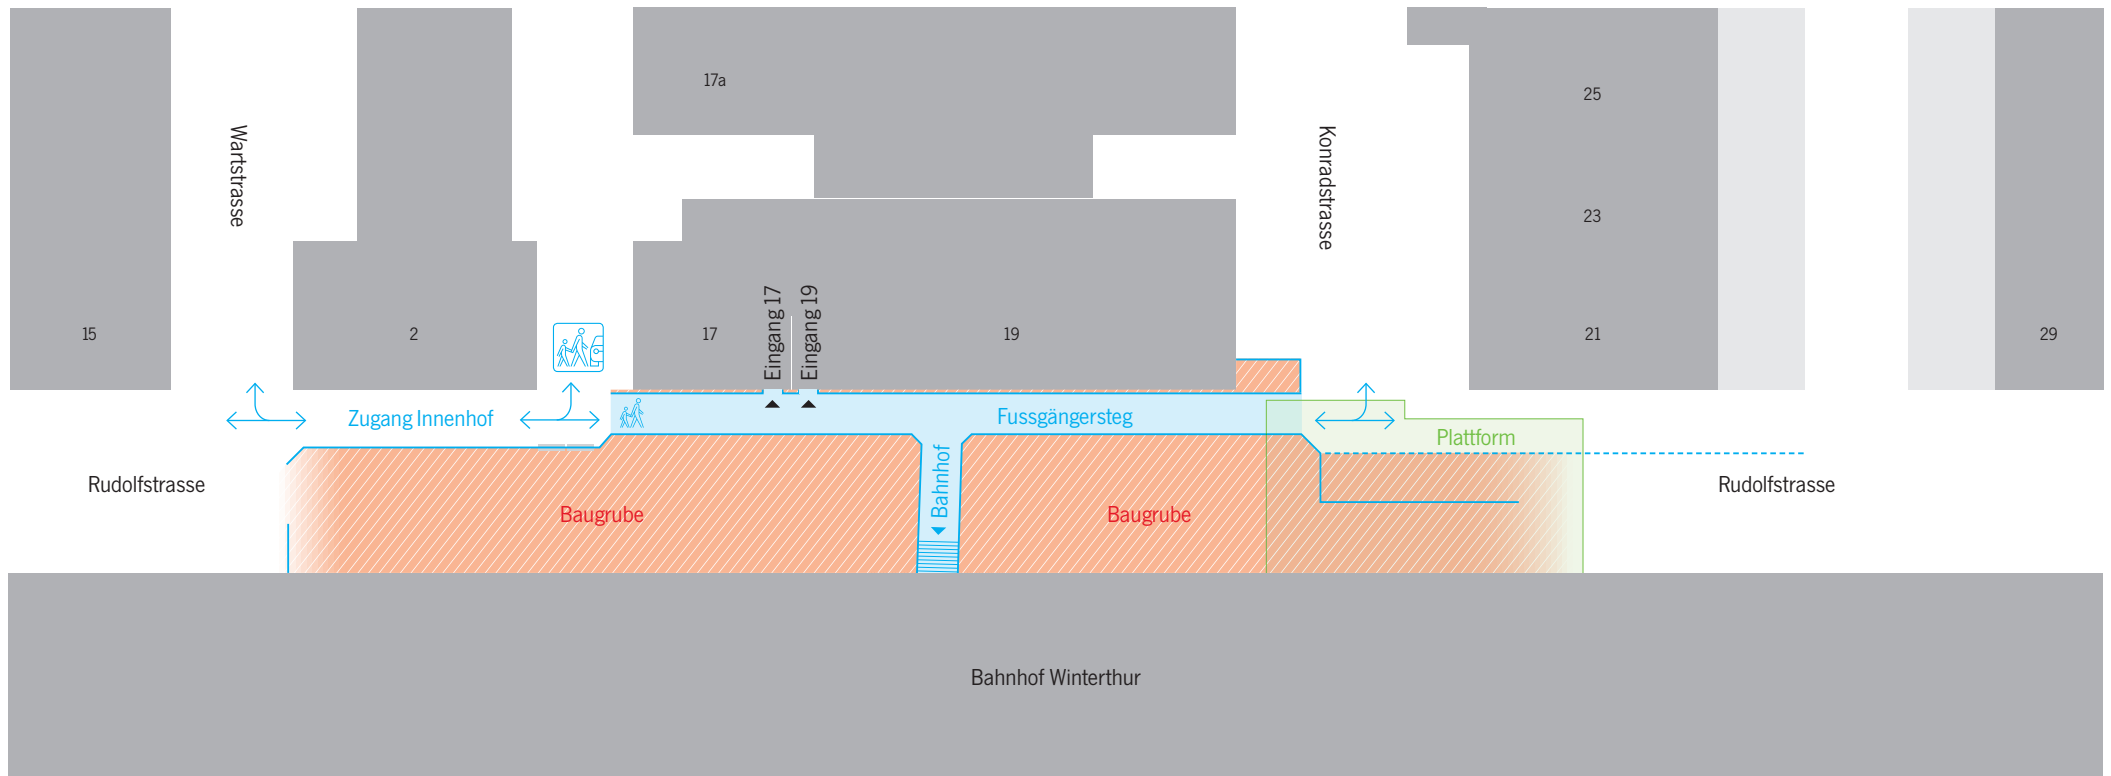 17a
25
Wartstrasse
Konradstrasse
23
15
2
17
Eingang 17
Eingang 19
19
21
29
Zugang Innenhof
Fussgängersteg
Plattform
Rudolfstrasse
Bahnhof
Rudolfstrasse
Baugrube
Baugrube
Bahnhof Winterthur